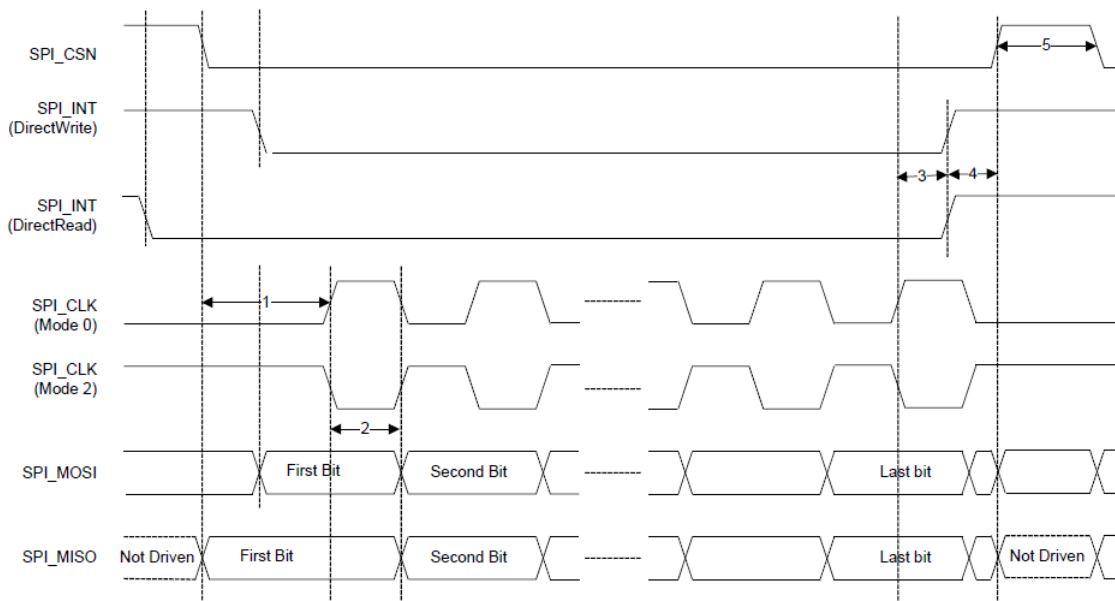 SPI_CSN
5
SPI_INT
(DirectWrite)
3
4
SPI_INT
(DirectRead)
1
SPI_CLK
(Mode 0)
SPI_CLK
(Mode 2)
2
SPI_MOSI
First Bit
Second Bit
Last bit
SPI_MISO
Not Driven
First Bit
Second Bit
Last bit
Not Driven